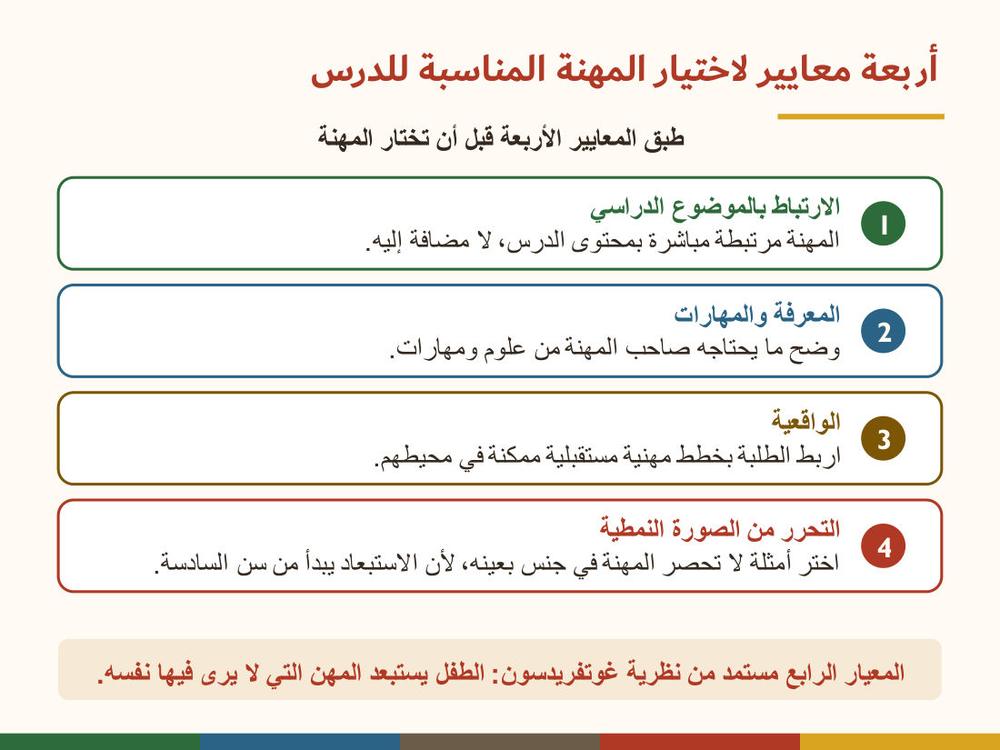 أربعة معايير لاختيار المهنة المناسبة للدرس
طبق المعايير الأربعة قبل أن تختار المهنة
1
الارتباط بالموضوع الدراسي
المهنة مرتبطة مباشرة بمحتوى الدرس، لا مضافة إليه.
2
المعرفة والمهارات
وضح ما يحتاجه صاحب المهنة من علوم ومهارات.
3
الواقعية
اربط الطلبة بخطط مهنية مستقبلية ممكنة في محيطهم.
4
التحرر من الصورة النمطية
اختر أمثلة لا تحصر المهنة في جنس بعينه، لأن الاستبعاد يبدأ من سن السادسة.
المعيار الرابع مستمد من نظرية غوتفريدسون: الطفل يستبعد المهن التي لا يرى فيها نفسه.